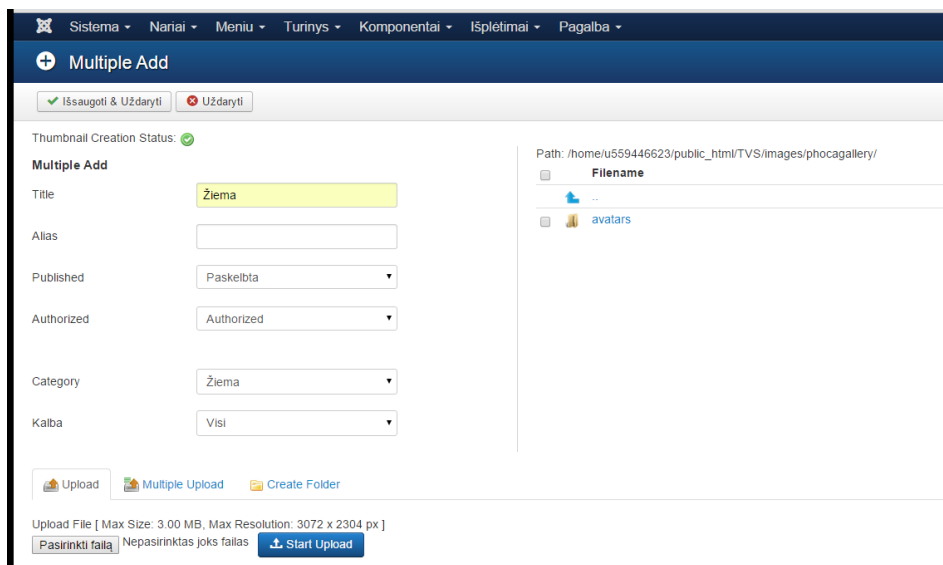 Sistema Nariai Meniu Turinys Komponentai Išplėtimai Pagalba
Multiple Add
Išsaugoti & Uždaryti Uždaryti
Thumbnail Creation Status:
Multiple Add
Title Žiema
Alias
Published Paskelbta
Authorized Authorized
Category Žiema
Kalba Visi
Path: /home/u559446623/public_html/TVS/images/phocagallery/
Filename
..
avatars
Upload Multiple Upload Create Folder
Upload File [ Max Size: 3.00 MB, Max Resolution: 3072 x 2304 px ]
Pasirinkti failą Nepasirinktas joks failas Start Upload